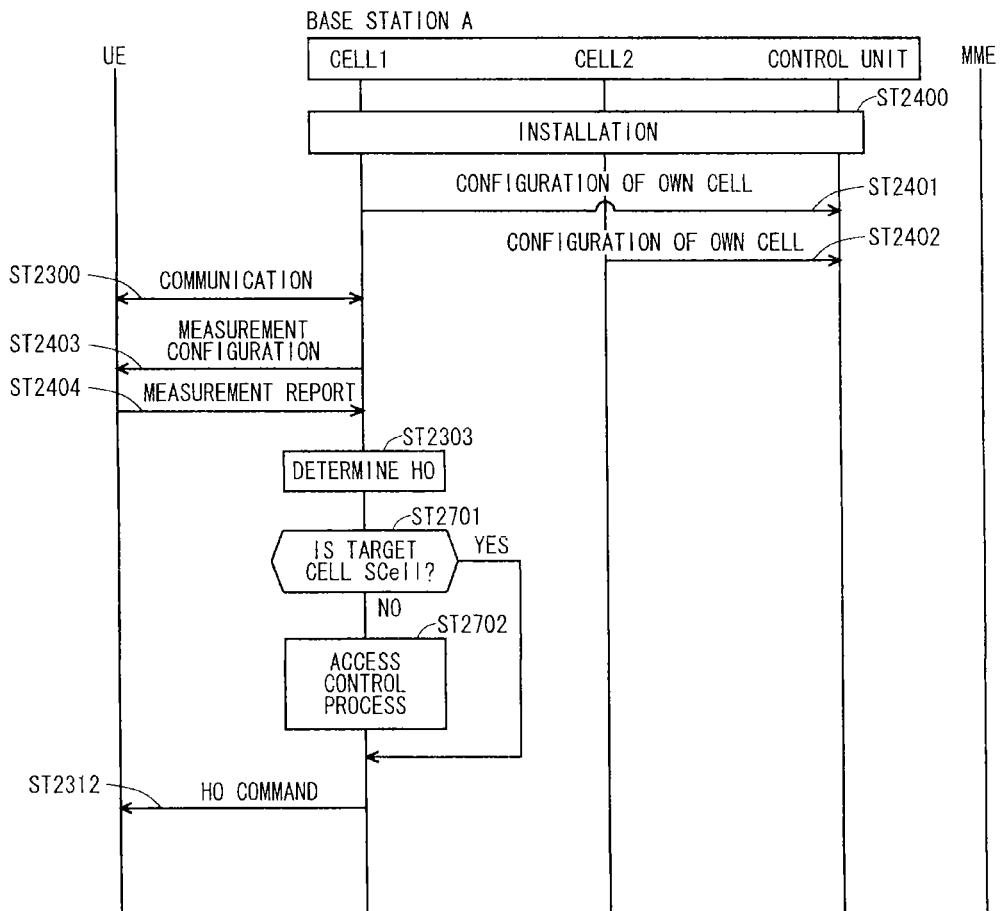 BASE STATION A
UE
CELL1
CELL2
CONTROL UNIT
MME
ST2400
INSTALLATION
CONFIGURATION OF OWN CELL
ST2401
CONFIGURATION OF OWN CELL
ST2402
ST2300
COMMUNICATION
ST2403
MEASUREMENT
CONFIGURATION
ST2404
MEASUREMENT REPORT
ST2303
DETERMINE HO
ST2701
IS TARGET
CELL SCell?
YES
NO
ST2702
ACCESS
CONTROL
PROCESS
ST2312
HO COMMAND